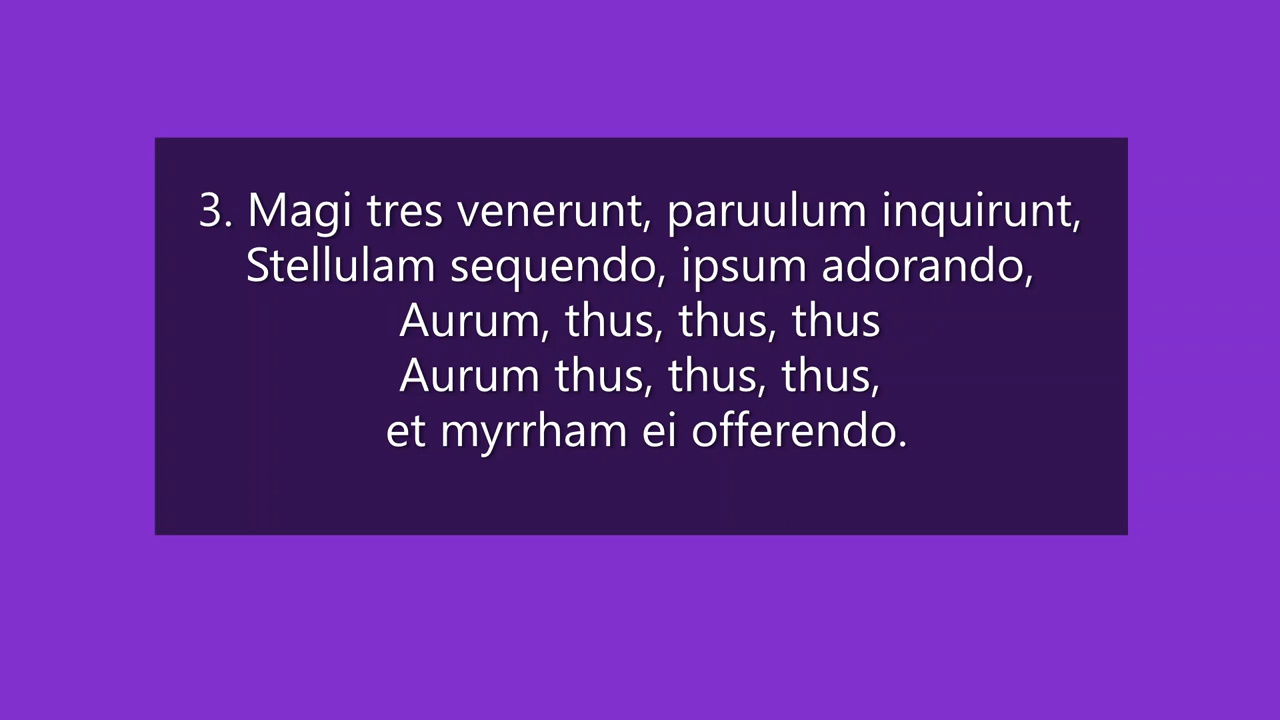 3. Magi tres venerunt, paruulum inquirunt,
Stellulam sequendo, ipsum adorando,
Aurum, thus, thus, thus
Aurum thus, thus, thus,
et myrrham ei offerendo.